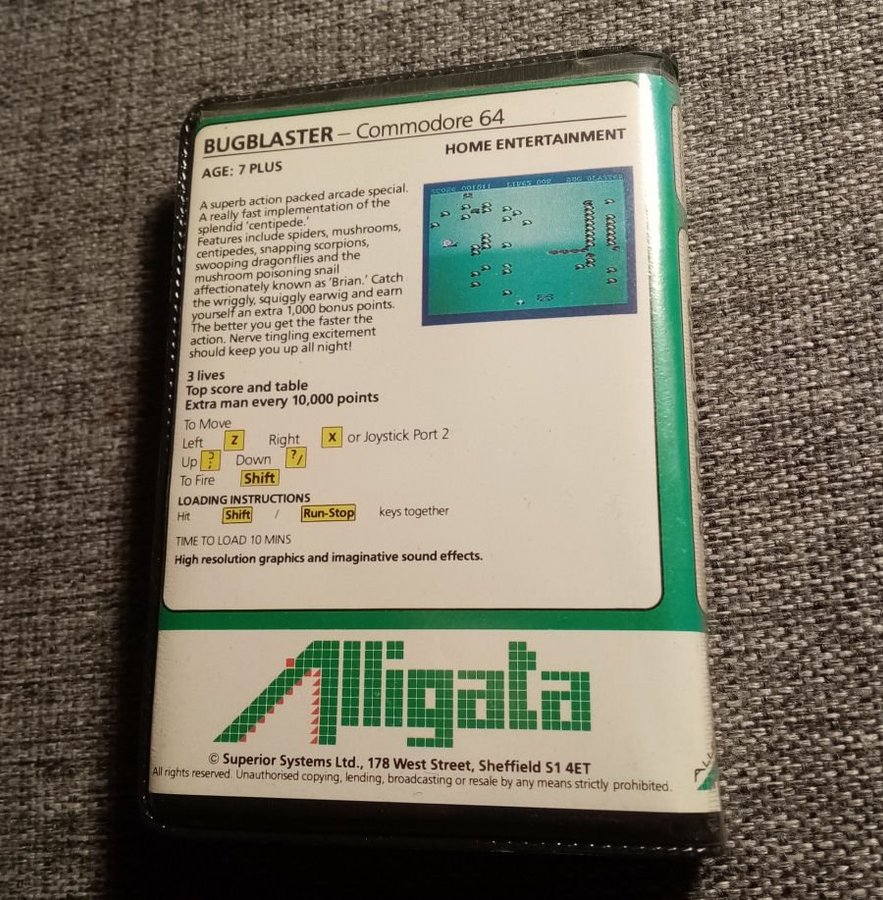 BUGBLASTER – Commodore 64
HOME ENTERTAINMENT
AGE: 7 PLUS
A superb action packed arcade special.
A really fast implementation of the
splendid 'centipede.'
Features include spiders, mushrooms,
centipedes, snapping scorpions,
swooping dragonflies and the
mushroom poisoning snail
affectionately known as 'Brian.' Catch
the wriggly, squiggly earwig and earn
yourself an extra 1,000 bonus points.
The better you get the faster the
action. Nerve tingling excitement
should keep you up all night!
SCORE 001011 LIVES 002 BUG BLASTER
3 lives
Top score and table
Extra man every 10,000 points
To Move
Left Z Right X or Joystick Port 2
Up ; Down ?/
To Fire Shift
LOADING INSTRUCTIONS
Hit Shift / Run-Stop keys together
TIME TO LOAD 10 MINS
High resolution graphics and imaginative sound effects.
Alligata
© Superior Systems Ltd., 178 West Street, Sheffield S1 4ET
All rights reserved. Unauthorised copying, lending, broadcasting or resale by any means strictly prohibited.